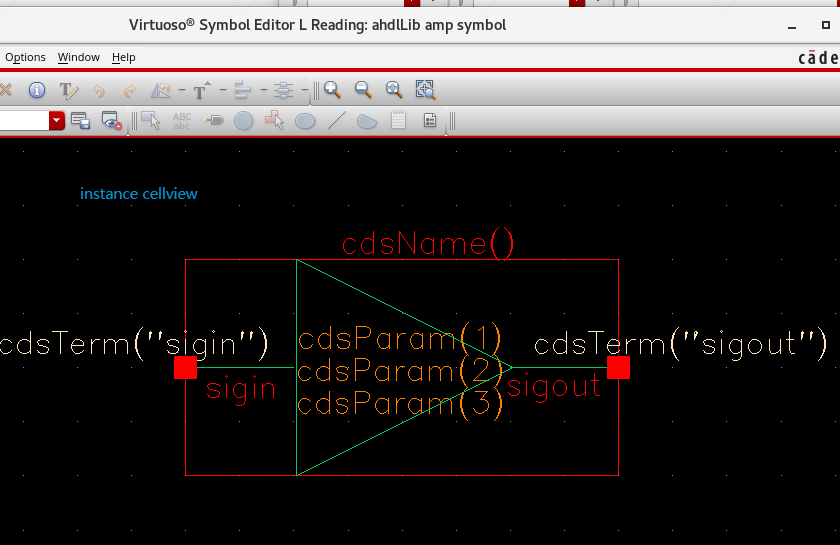 Virtuoso® Symbol Editor L Reading: ahdlLib amp symbol
Options Window Help
cāde
ABC
abc
instance cellview
cdsName()
cdsTerm("sigin")
cdsParam(1)
cdsTerm("sigout")
cdsParam(2)
sigin
sigout
cdsParam(3)